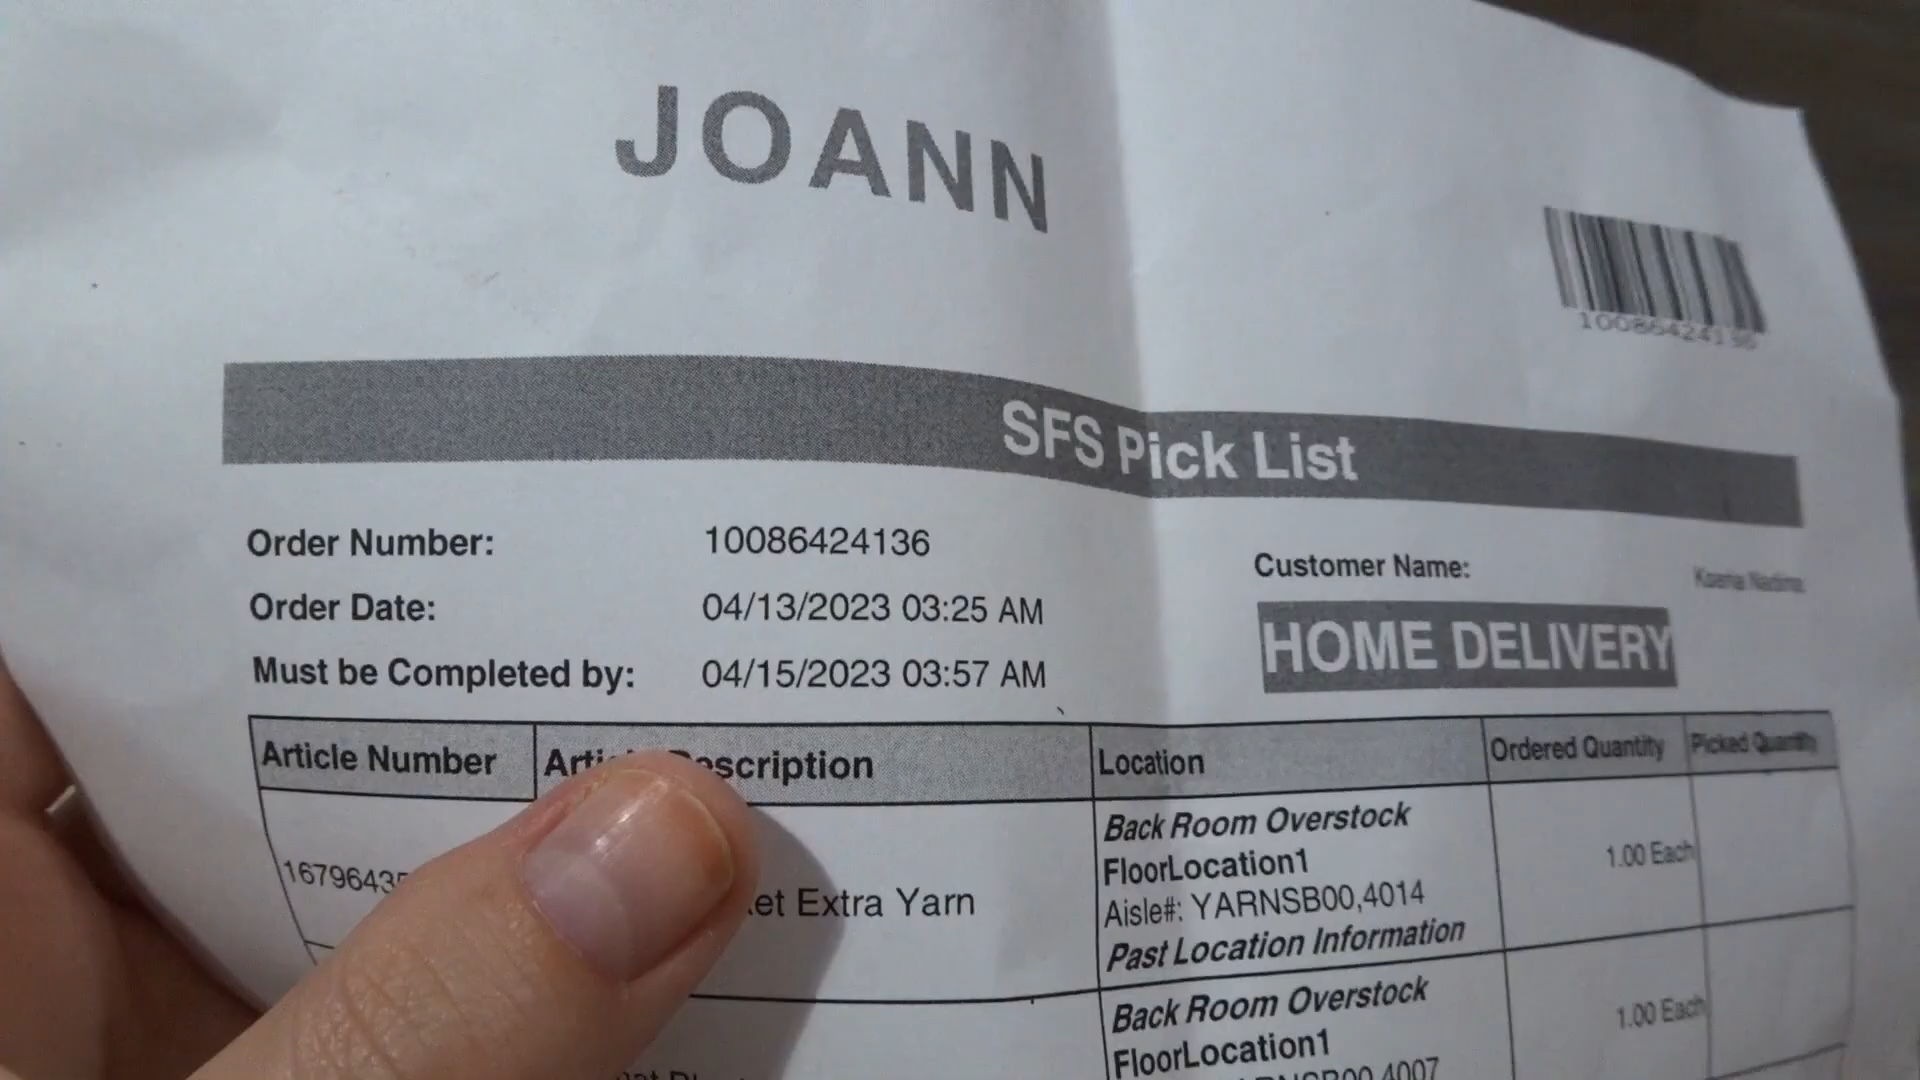 JOANN
10086424136
SFS Pick List
Order Number: 10086424136
Order Date: 04/13/2023 03:25 AM
Must be Completed by: 04/15/2023 03:57 AM
Customer Name:
HOME DELIVERY
Article Number Description Location Ordered Quantity Picked Quantity
Back Room Overstock
FloorLocation1
Extra Yarn 1.00 Each
Aisle#: YARNSB00,4014
Past Location Information
Back Room Overstock
FloorLocation1
1.00 Each
4007